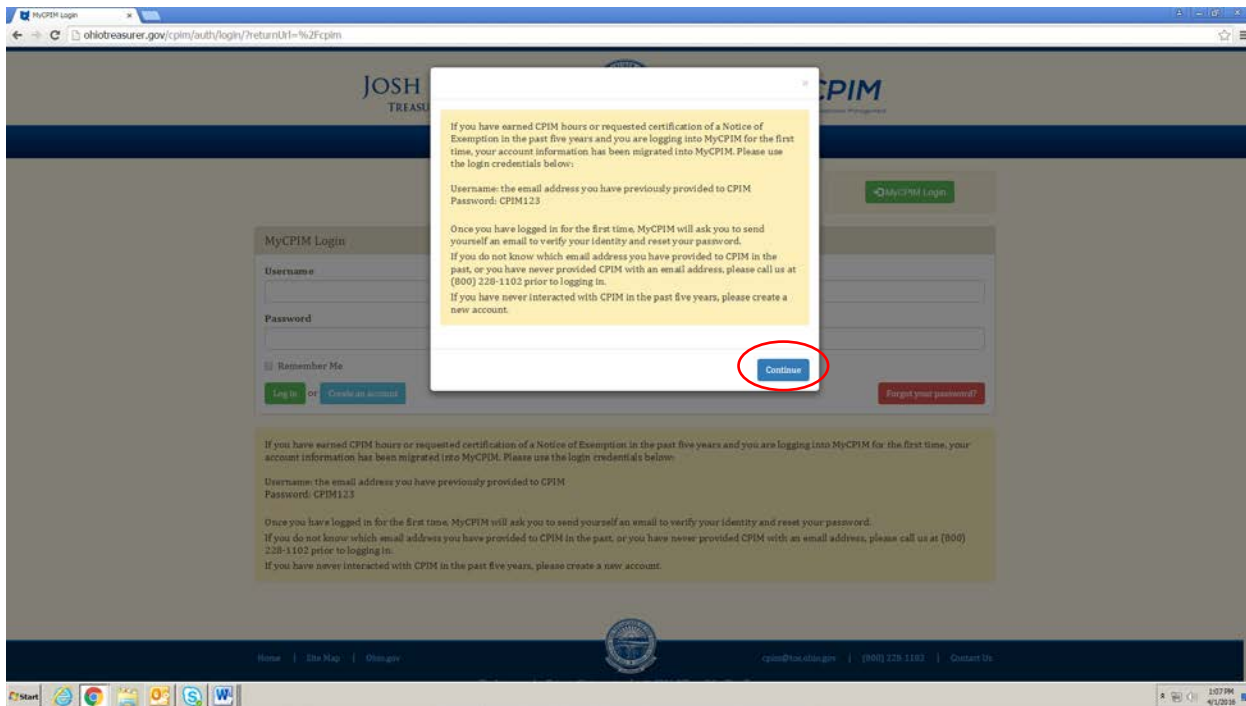 MyCPIM Login
ohiotreasurer.gov/cpim/auth/login/?returnUrl=%2Fcpim
JOSH
CPIM
TREASU
If you have earned CPIM hours or requested certification of a Notice of
Exemption in the past five years and you are logging into MyCPIM for the first
time, your account information has been migrated into MyCPIM. Please use
the login credentials below:
Username: the email address you have previously provided to CPIM
Password: CPIM123
Once you have logged in for the first time, MyCPIM will ask you to send
yourself an email to verify your identity and reset your password.
If you do not know which email address you have provided to CPIM in the
past, or you have never provided CPIM with an email address, please call us at
(800) 228-1102 prior to logging in.
If you have never interacted with CPIM in the past five years, please create a
new account.
Continue
MyCPIM Login
MyCPIM Login
Username
Password
Remember Me
Log in or Create an account
Forgot your password?
If you have earned CPIM hours or requested certification of a Notice of Exemption in the past five years and you are logging into MyCPIM for the first time, your
account information has been migrated into MyCPIM. Please use the login credentials below:
Username: the email address you have previously provided to CPIM
Password: CPIM123
Once you have logged in for the first time, MyCPIM will ask you to send yourself an email to verify your identity and reset your password.
If you do not know which email address you have provided to CPIM in the past, or you have never provided CPIM with an email address, please call us at (800)
228-1102 prior to logging in.
If you have never interacted with CPIM in the past five years, please create a new account.
Home | Site Map | Ohio.gov
cpim@tos.ohio.gov | (800) 228-1102 | Contact Us
Start
1:07 PM
4/1/2016